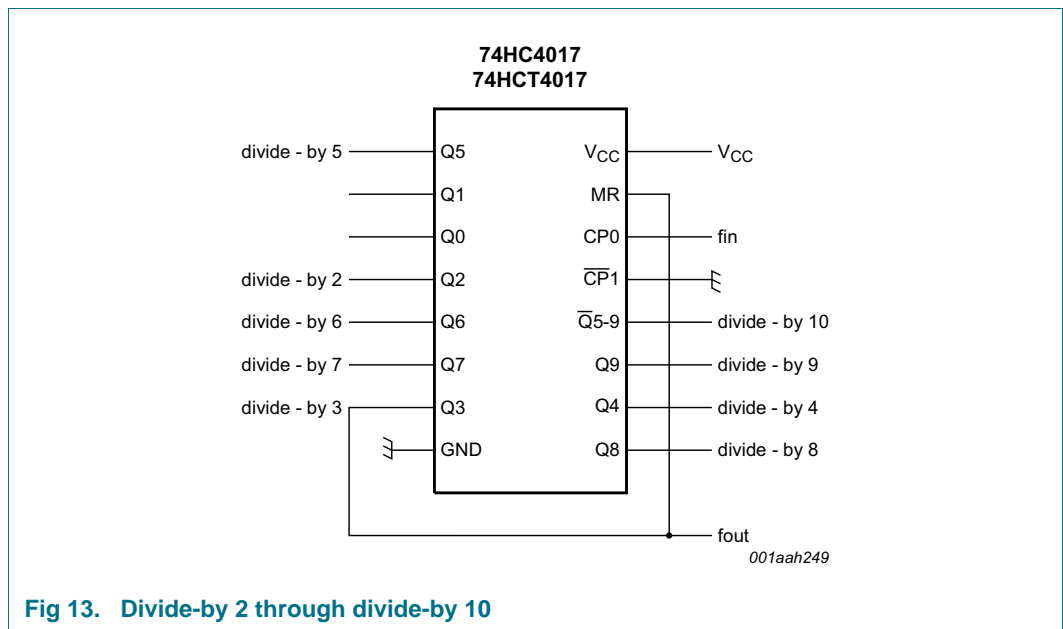 74HC4017
74HCT4017
divide - by 5 Q5 VCC VCC
Q1 MR
Q0 CP0 fin
divide - by 2 Q2 C̅P̅1
divide - by 6 Q6 Q̅5-9 divide - by 10
divide - by 7 Q7 Q9 divide - by 9
divide - by 3 Q3 Q4 divide - by 4
GND Q8 divide - by 8
fout
001aah249
Fig 13. Divide-by 2 through divide-by 10